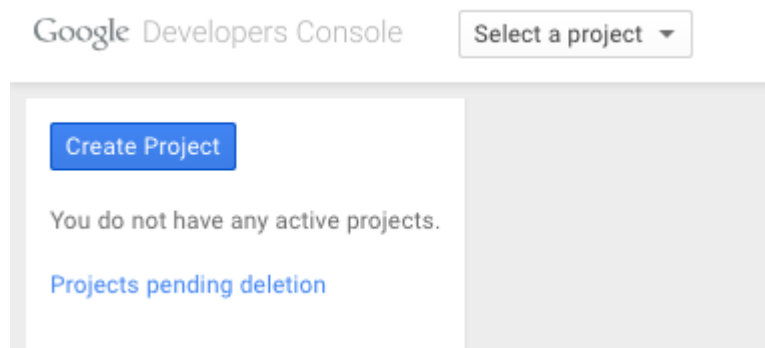 Google Developers Console
Select a project
Create Project
You do not have any active projects.
Projects pending deletion